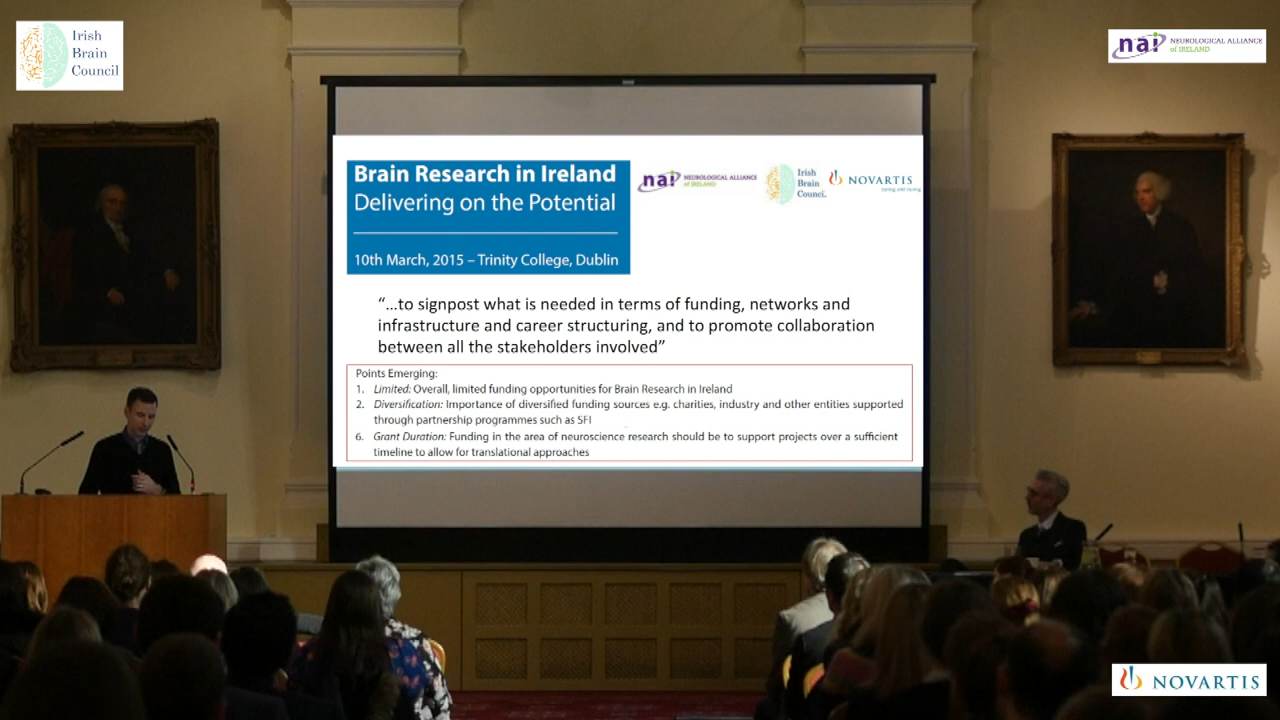 Irish
Brain
Council
nai NEUROLOGICAL ALLIANCE
of IRELAND
Brain Research in Ireland
Delivering on the Potential
10th March, 2015 – Trinity College, Dublin
nai NEUROLOGICAL ALLIANCE
of IRELAND
Irish
Brain
Council
NOVARTIS
“...to signpost what is needed in terms of funding, networks and
infrastructure and career structuring, and to promote collaboration
between all the stakeholders involved”
Points Emerging:
1. Limited: Overall, limited funding opportunities for Brain Research in Ireland
2. Diversification: Importance of diversified funding sources e.g. charities, industry and other entities supported
through partnership programmes such as SFI
6. Grant Duration: Funding in the area of neuroscience research should be to support projects over a sufficient
timeline to allow for translational approaches
NOVARTIS